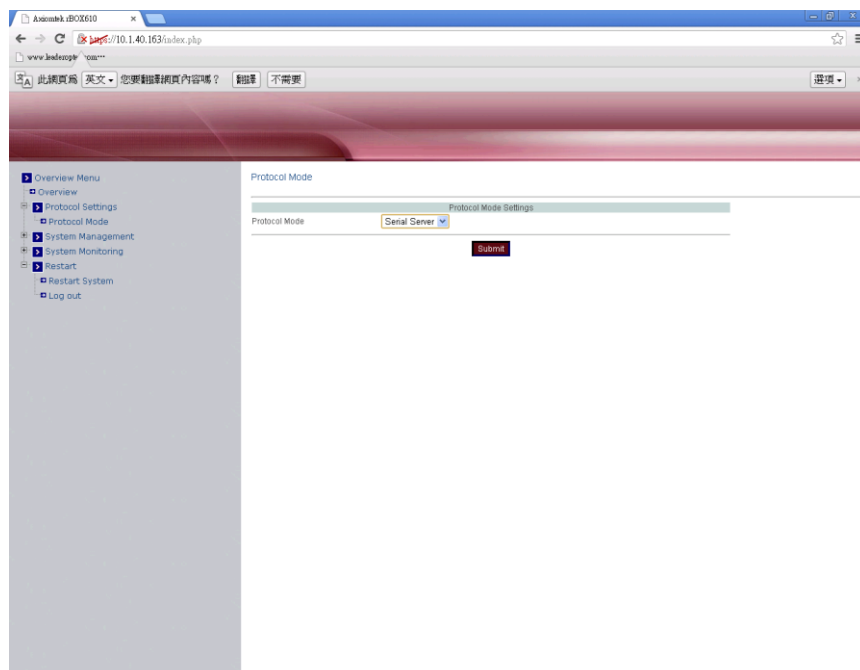 Axiomtek rBOX610
https://10.1.40.163/index.php
此網頁為 英文 您要翻譯網頁內容嗎？ 翻譯 不需要 選項
Overview Menu
Overview
Protocol Settings
Protocol Mode
System Management
System Monitoring
Restart
Restart System
Log out
Protocol Mode
Protocol Mode Settings
Protocol Mode Serial Server
Submit